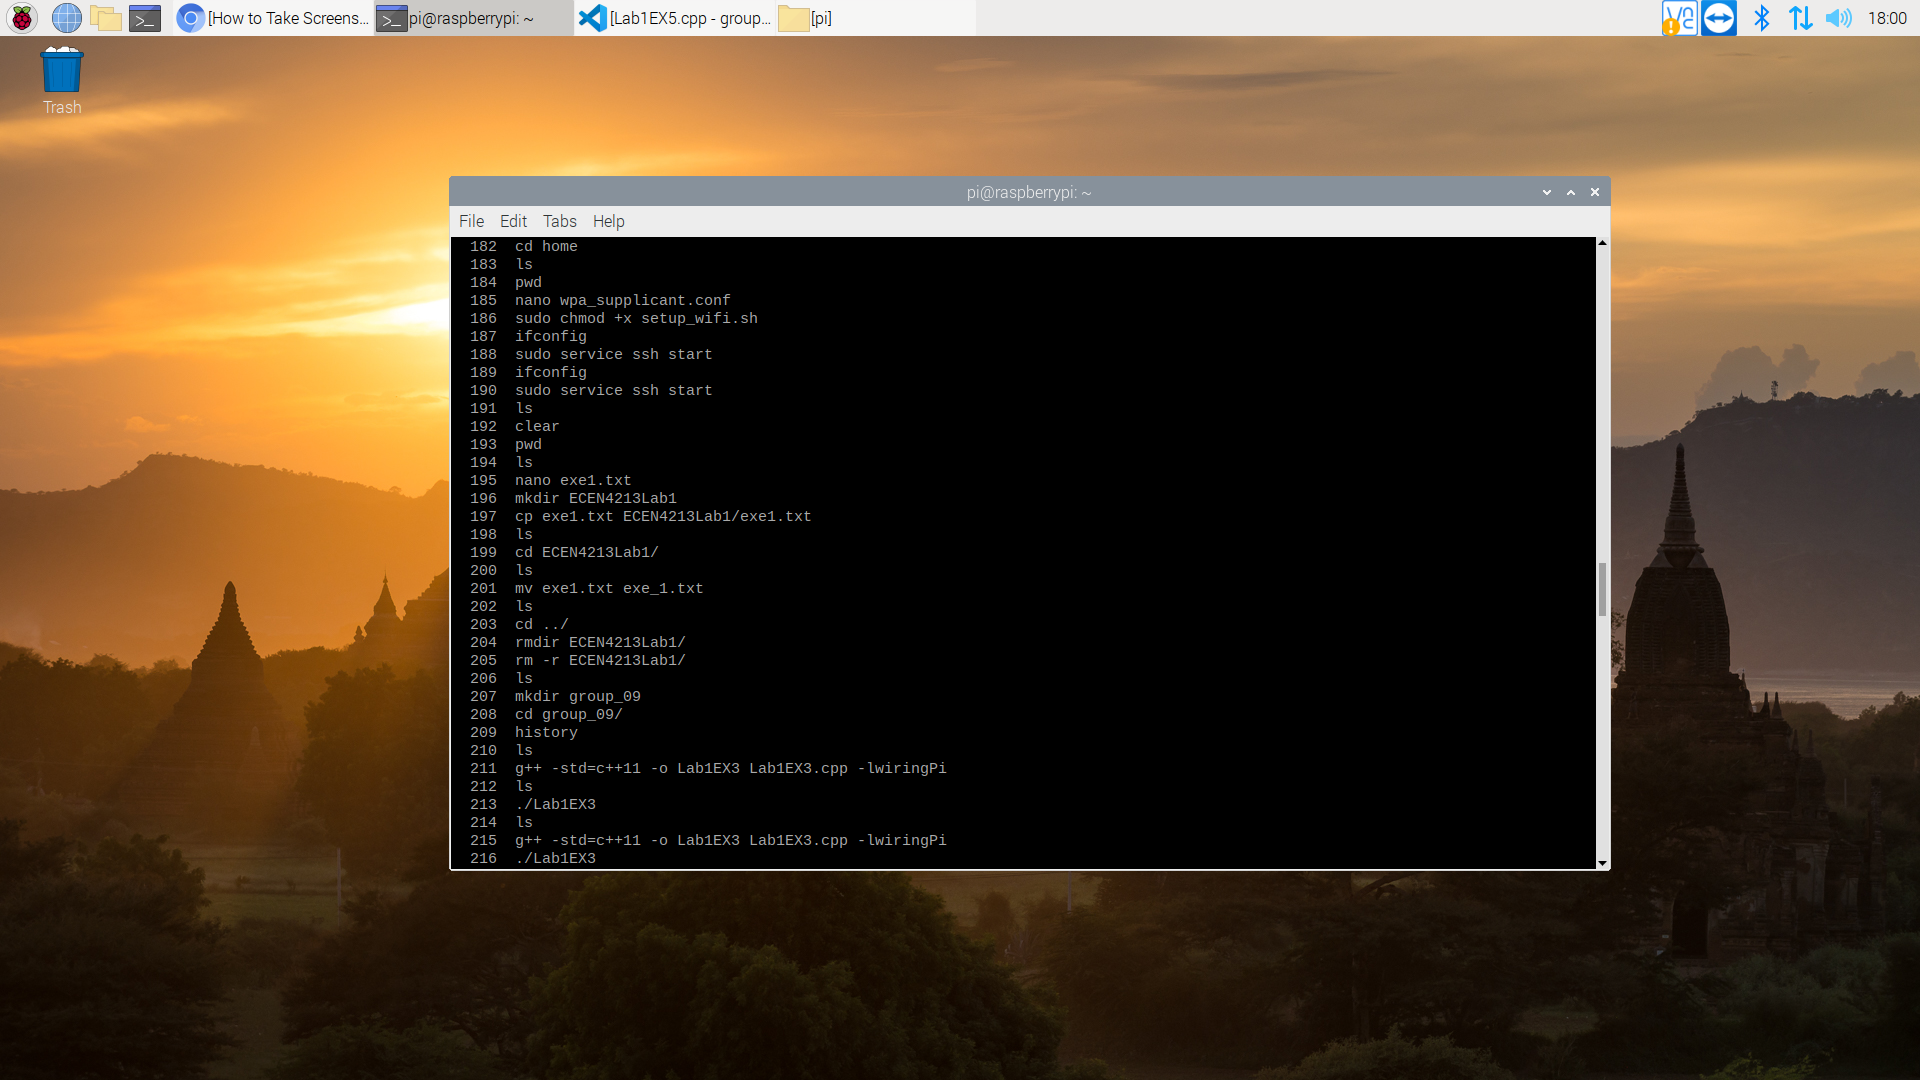 [How to Take Screens...
pi@raspberrypi: ~
[Lab1EX5.cpp - group...
[pi]
18:00
Trash
pi@raspberrypi: ~
File Edit Tabs Help
182 cd home
183 ls
184 pwd
185 nano wpa_supplicant.conf
186 sudo chmod +x setup_wifi.sh
187 ifconfig
188 sudo service ssh start
189 ifconfig
190 sudo service ssh start
191 ls
192 clear
193 pwd
194 ls
195 nano exe1.txt
196 mkdir ECEN4213Lab1
197 cp exe1.txt ECEN4213Lab1/exe1.txt
198 ls
199 cd ECEN4213Lab1/
200 ls
201 mv exe1.txt exe_1.txt
202 ls
203 cd ../
204 rmdir ECEN4213Lab1/
205 rm -r ECEN4213Lab1/
206 ls
207 mkdir group_09
208 cd group_09/
209 history
210 ls
211 g++ -std=c++11 -o Lab1EX3 Lab1EX3.cpp -lwiringPi
212 ls
213 ./Lab1EX3
214 ls
215 g++ -std=c++11 -o Lab1EX3 Lab1EX3.cpp -lwiringPi
216 ./Lab1EX3